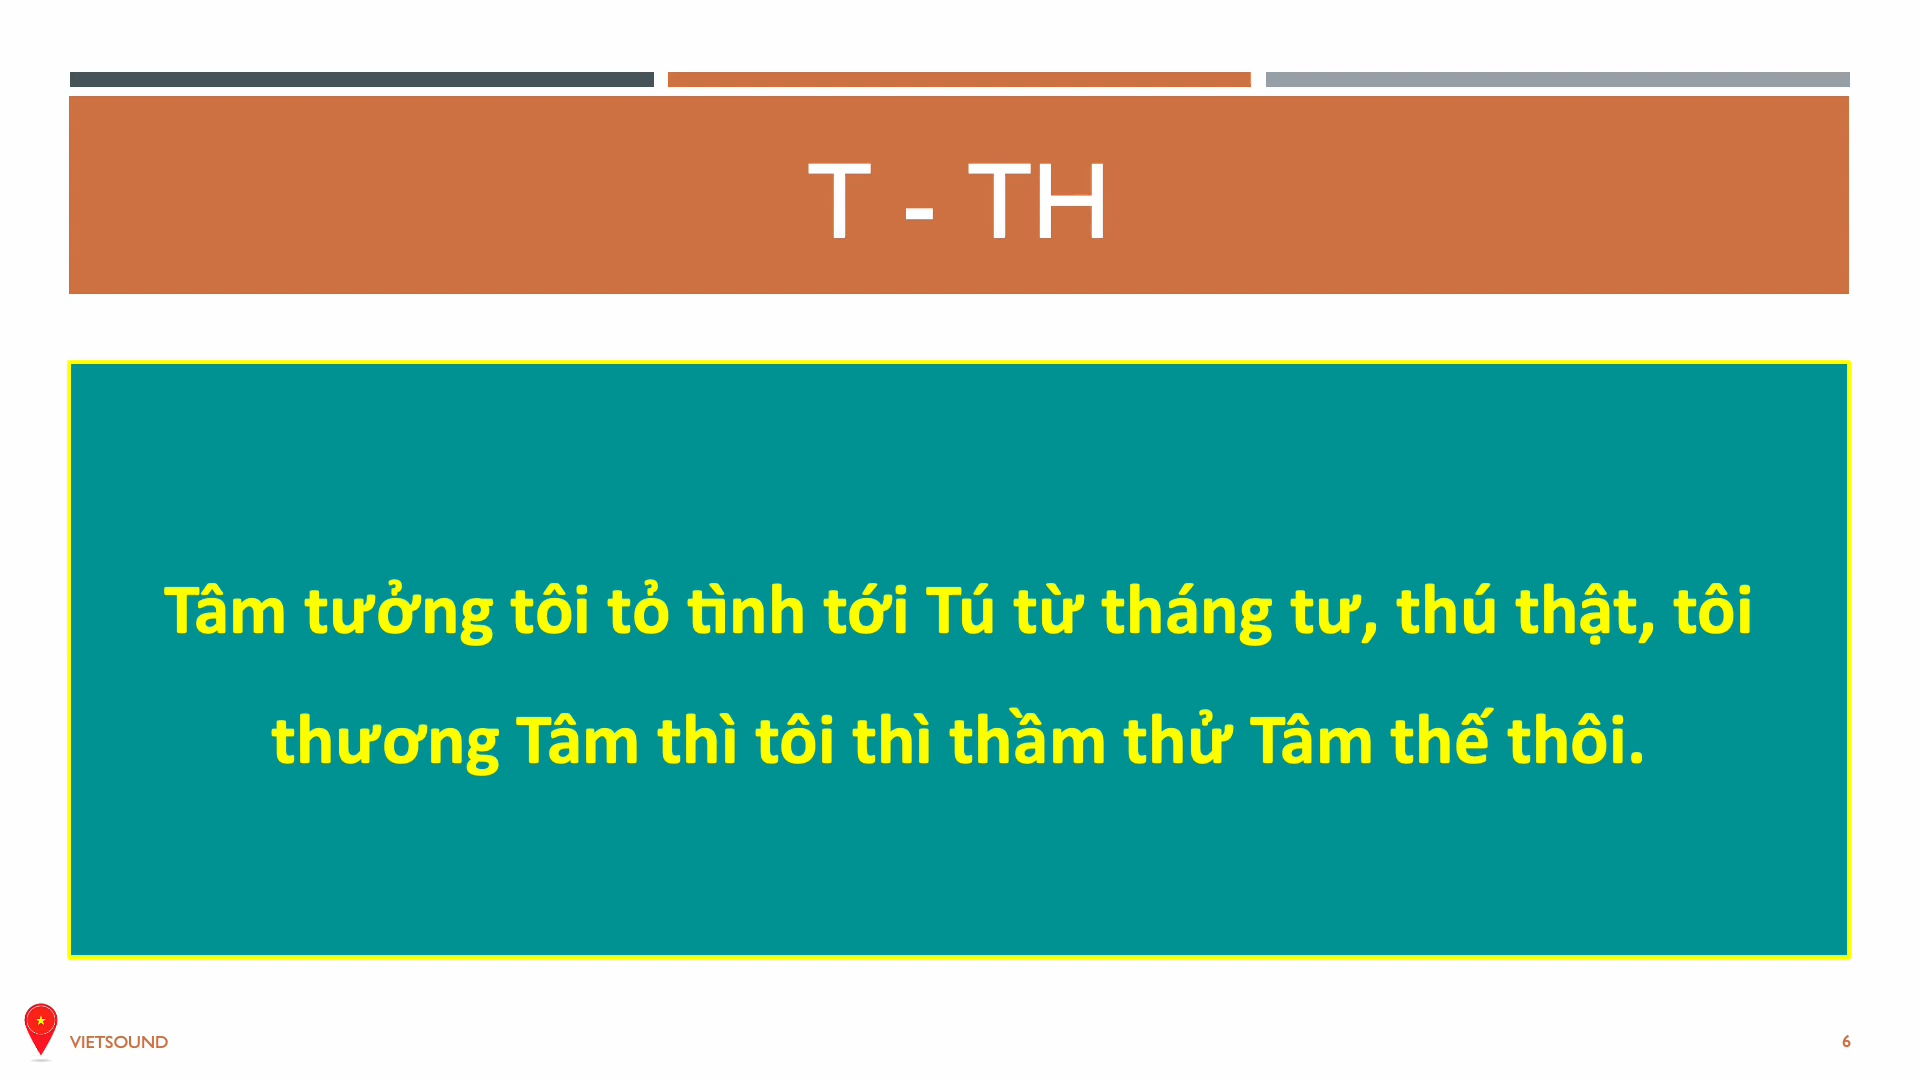 T - TH
Tâm tưởng tôi tỏ tình tới Tú từ tháng tư, thú thật, tôi
thương Tâm thì tôi thì thầm thử Tâm thế thôi.
VIETSOUND
6